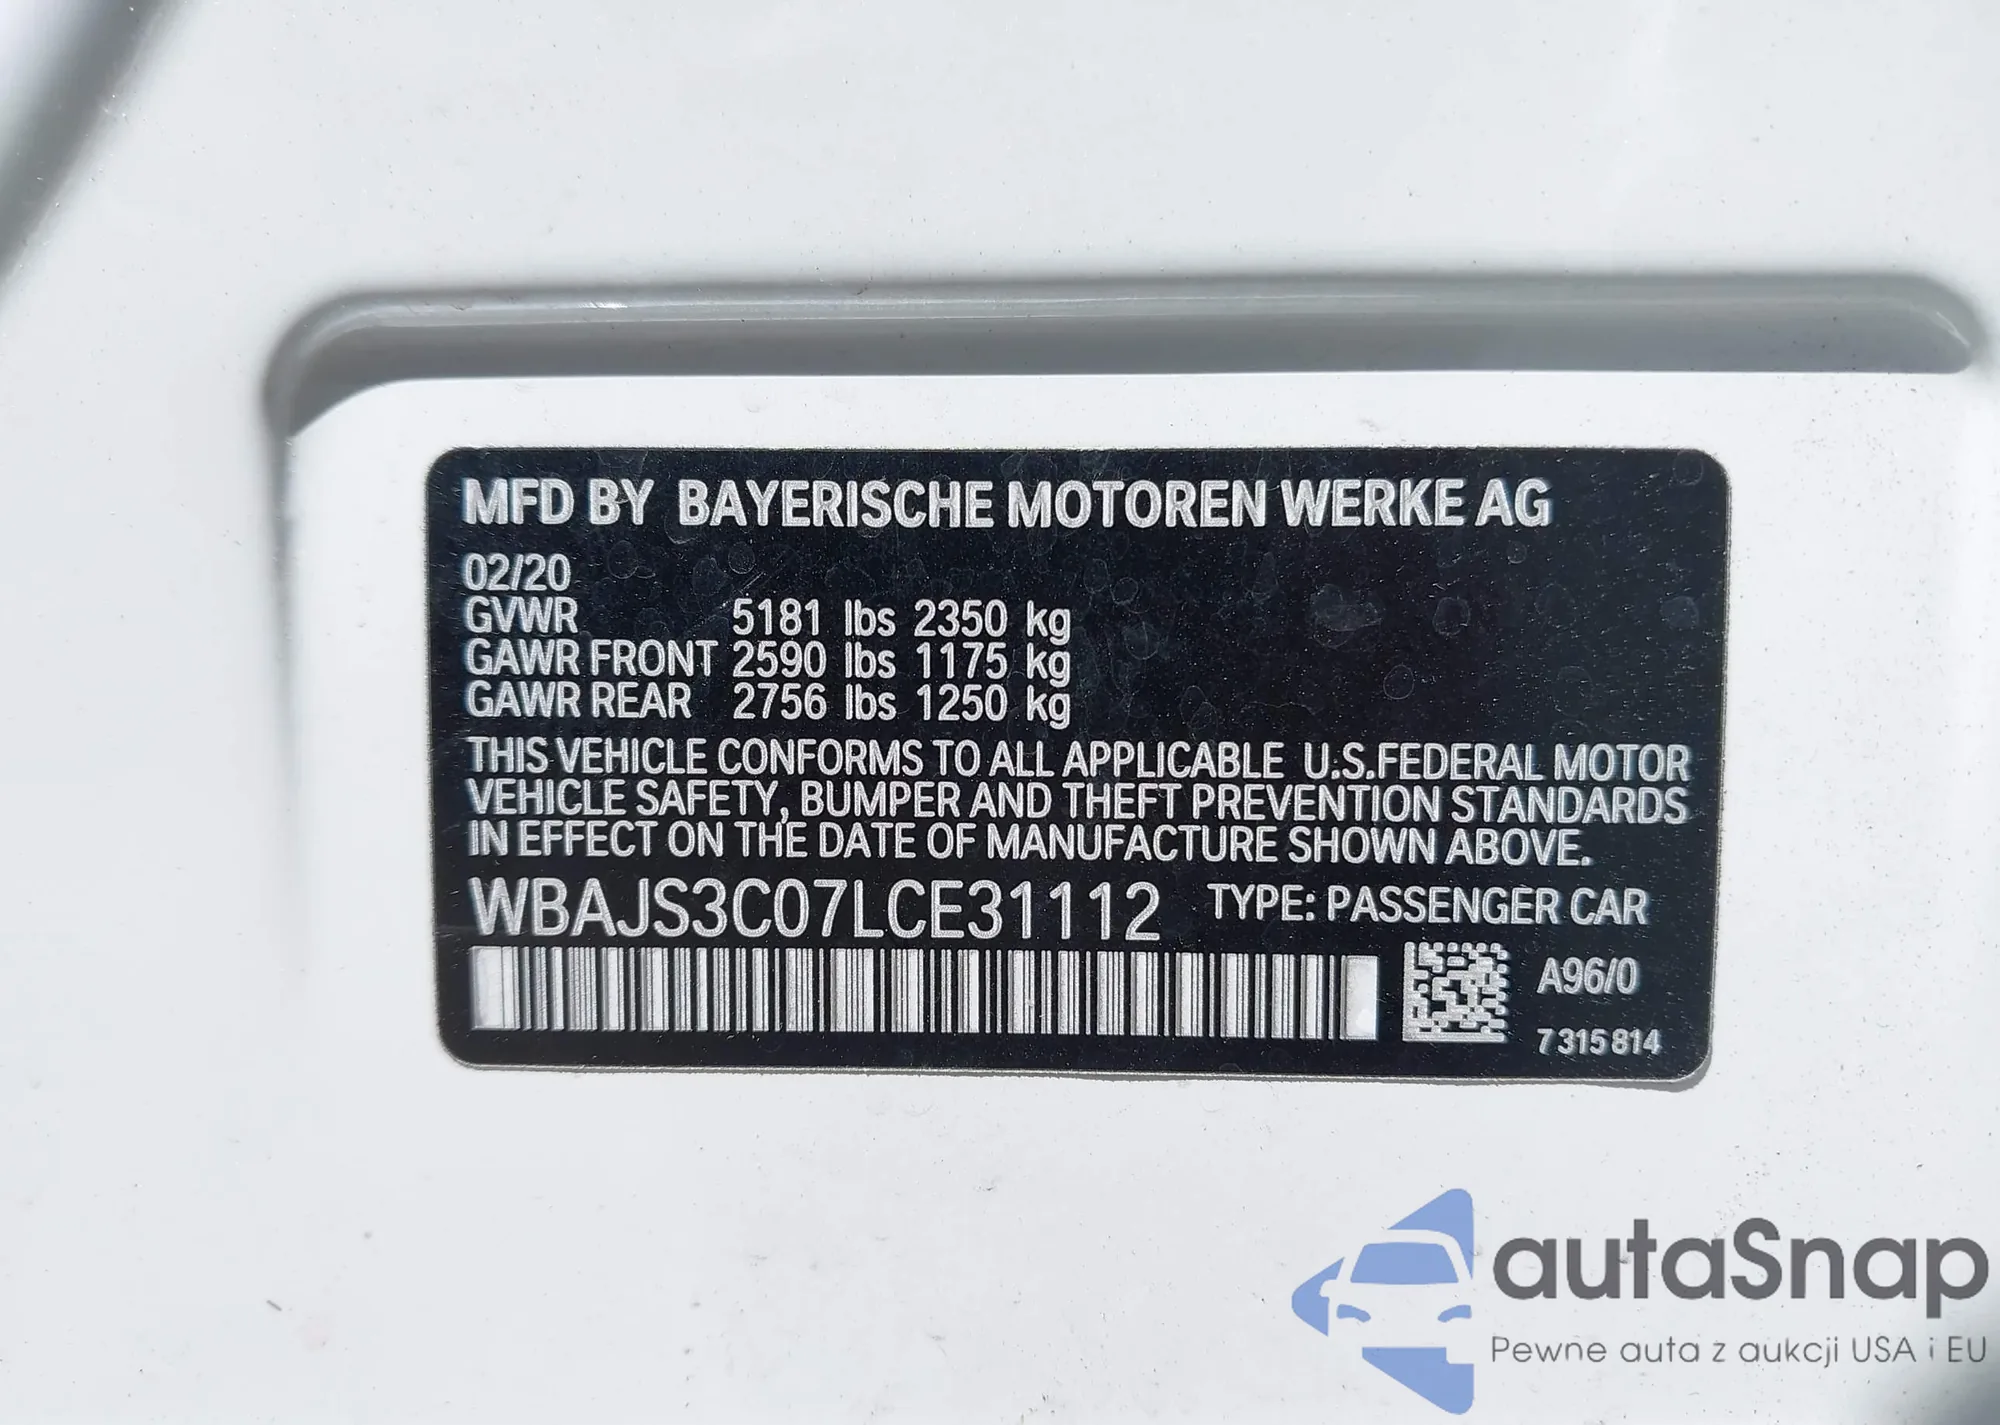 MFD BY BAYERISCHE MOTOREN WERKE AG
02/20
GVWR 5181 lbs 2350 kg
GAWR FRONT 2590 lbs 1175 kg
GAWR REAR 2756 lbs 1250 kg
THIS VEHICLE CONFORMS TO ALL APPLICABLE U.S.FEDERAL MOTOR
VEHICLE SAFETY, BUMPER AND THEFT PREVENTION STANDARDS
IN EFFECT ON THE DATE OF MANUFACTURE SHOWN ABOVE.
WBAJS3C07LCE31112 TYPE: PASSENGER CAR
A96/0
7315814
autaSnap
Pewne auta z aukcji USA i EU